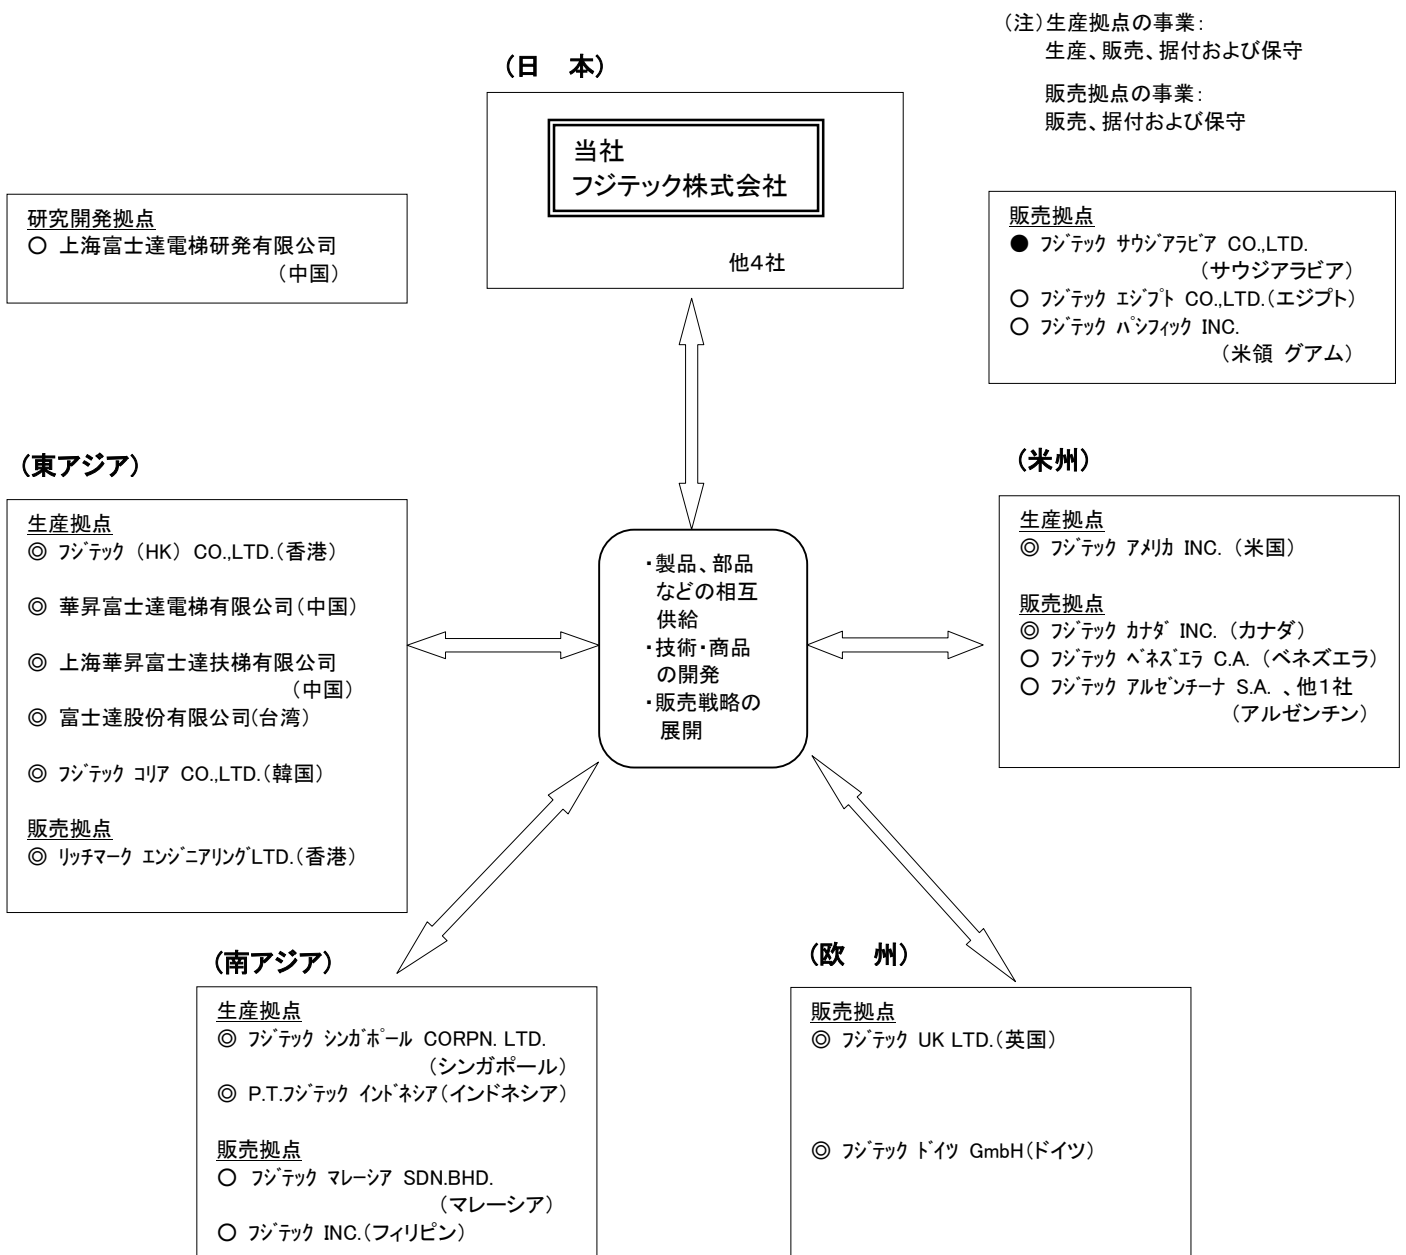 (注)生産拠点の事業:
生産、販売、据付および保守
販売拠点の事業:
販売、据付および保守
(日　本)
当社
フジテック株式会社
他4社
研究開発拠点
○ 上海富士達電梯研発有限公司
(中国)
販売拠点
● フジテック サウジアラビア CO.,LTD.
(サウジアラビア)
○ フジテック エジプト CO.,LTD.(エジプト)
○ フジテック パシフィック INC.
(米領 グアム)
(東アジア)
生産拠点
◎ フジテック (HK) CO.,LTD.(香港)
◎ 華昇富士達電梯有限公司(中国)
◎ 上海華昇富士達扶梯有限公司
(中国)
◎ 富士達股份有限公司(台湾)
◎ フジテック コリア CO.,LTD.(韓国)
販売拠点
◎ リッチマーク エンジニアリングLTD.(香港)
・製品、部品
などの相互
供給
・技術・商品
の開発
・販売戦略の
展開
(米州)
生産拠点
◎ フジテック アメリカ INC. (米国)
販売拠点
◎ フジテック カナダ INC. (カナダ)
○ フジテック ベネズエラ C.A. (ベネズエラ)
○ フジテック アルゼンチーナ S.A. 、他1社
(アルゼンチン)
(南アジア)
生産拠点
◎ フジテック シンガポール CORPN. LTD.
(シンガポール)
◎ P.T.フジテック インドネシア(インドネシア)
販売拠点
○ フジテック マレーシア SDN.BHD.
(マレーシア)
○ フジテック INC.(フィリピン)
(欧　州)
販売拠点
◎ フジテック UK LTD.(英国)
◎ フジテック ドイツ GmbH(ドイツ)